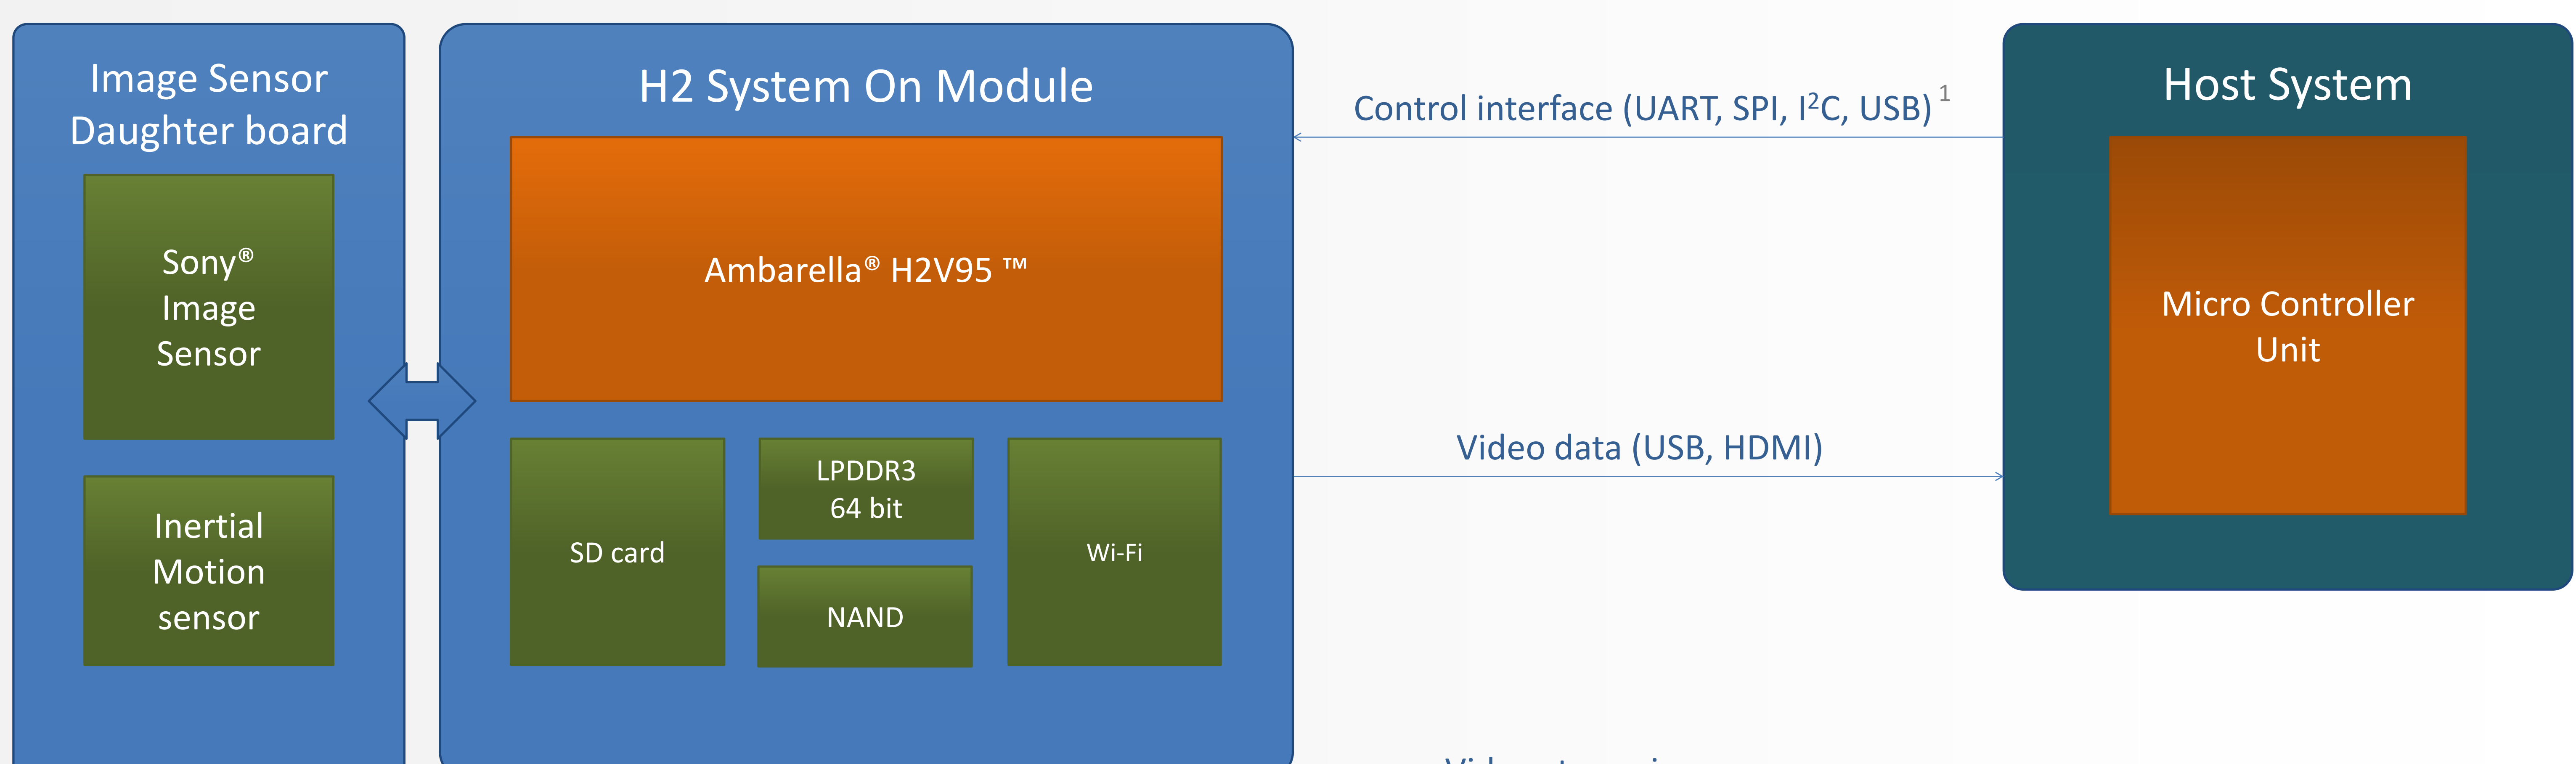 Image Sensor
Daughter board
Sony®
Image
Sensor
Inertial
Motion
sensor
H2 System On Module
Ambarella® H2V95 ™
SD card
LPDDR3
64 bit
NAND
Wi-Fi
Control interface (UART, SPI, I²C, USB) ¹
Video data (USB, HDMI)
Host System
Micro Controller
Unit